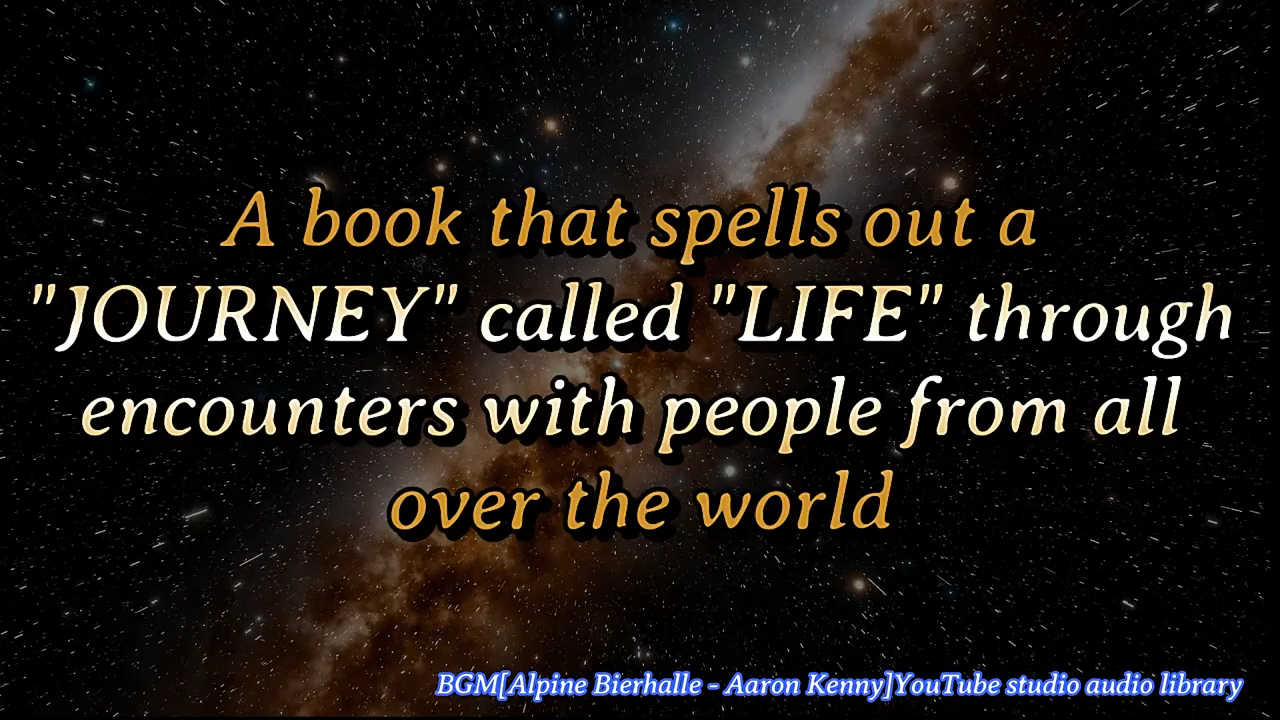 A book that spells out a
"JOURNEY" called "LIFE" through
encounters with people from all
over the world
BGM[Alpine Bierhalle - Aaron Kenny]YouTube studio audio library